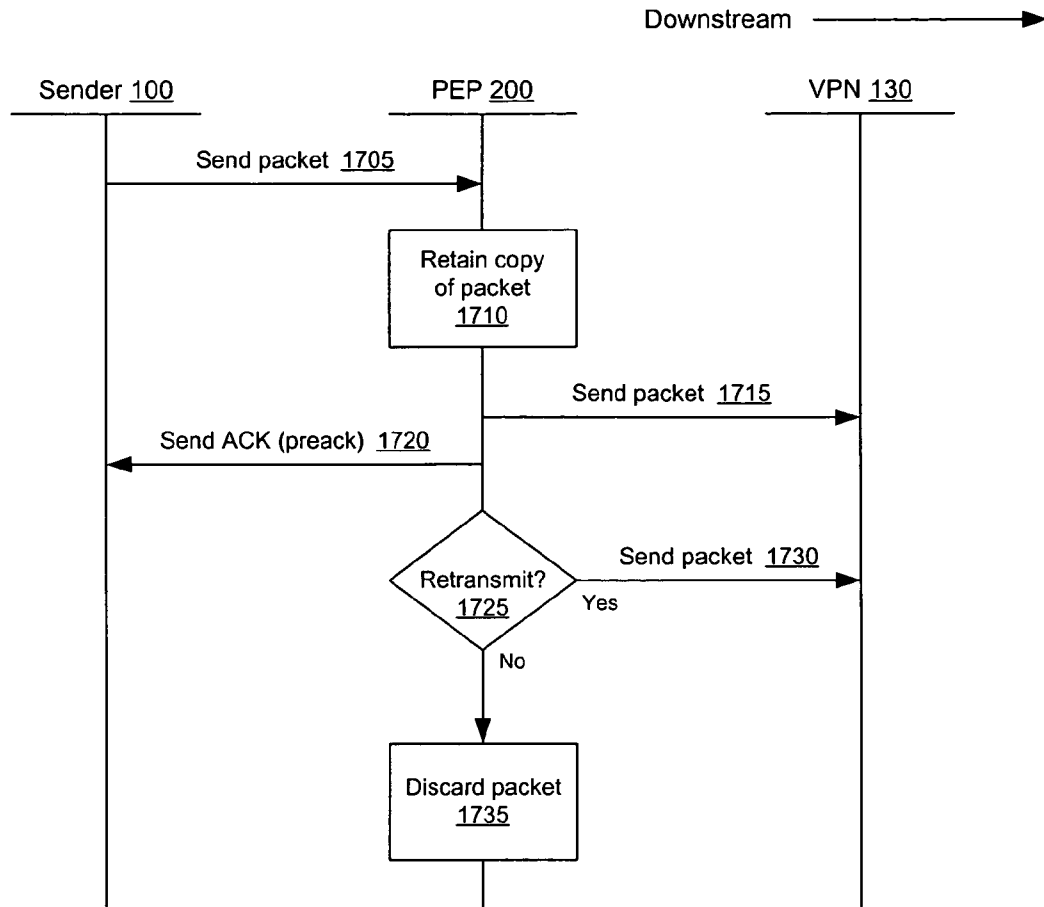 Downstream
Sender 100
PEP 200
VPN 130
Send packet 1705
Retain copy
of packet
1710
Send packet 1715
Send ACK (preack) 1720
Send packet 1730
Retransmit?
1725
Yes
No
Discard packet
1735